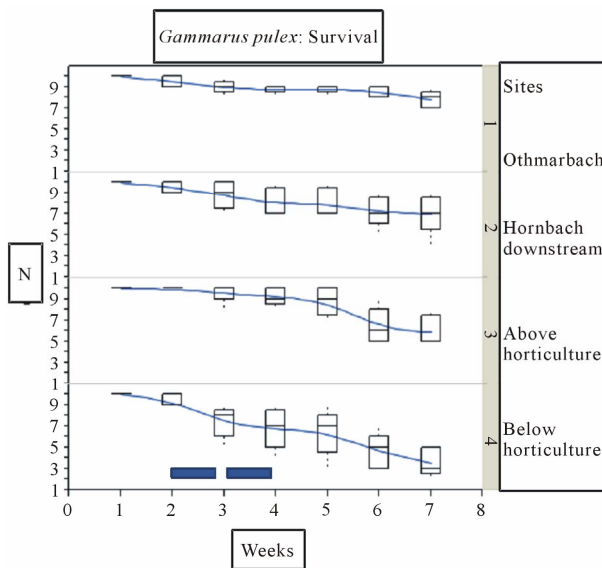 Gammarus pulex: Survival
9
7
5
3
1
9
7
5
3
1
9
7
5
3
1
9
7
5
3
1
N
0 1 2 3 4 5 6 7 8
Weeks
1
2
3
4
Sites
Othmarbach
Hornbach
downstream
Above
horticulture
Below
horticulture